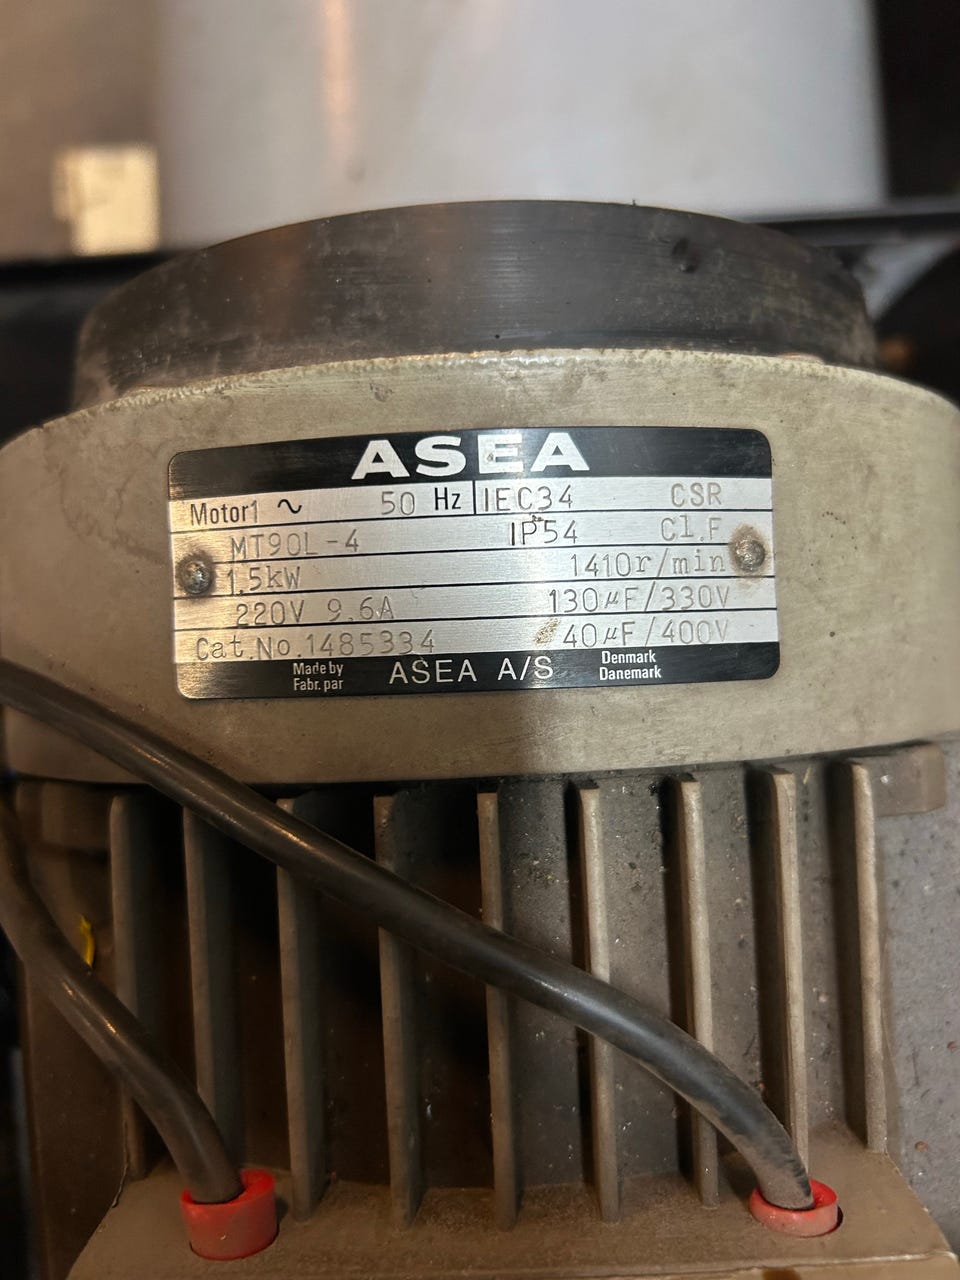 ASEA
Motor1 ~ 50 Hz IEC34 CSR
MT90L-4 IP54 Cl.F
1.5kW 1410r/min
220V 9.6A 130µF/330V
Cat.No.1485334 40µF/400V
Made by ASEA A/S Denmark
Fabr. par Danemark